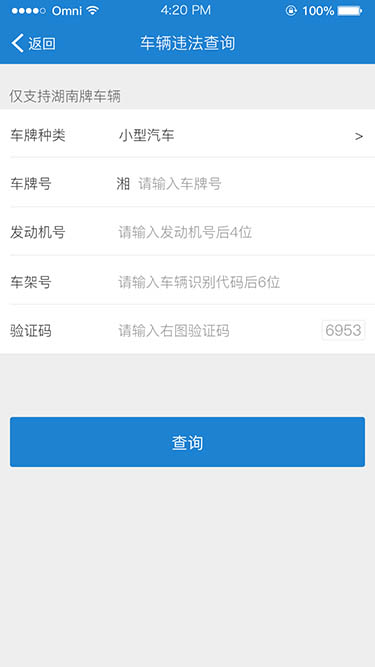 Omni 4:20 PM 100%
返回 车辆违法查询
仅支持湖南牌车辆
车牌种类 小型汽车 >
车牌号 湘 请输入车牌号
发动机号 请输入发动机号后4位
车架号 请输入车辆识别代码后6位
验证码 请输入右图验证码 6953
查询